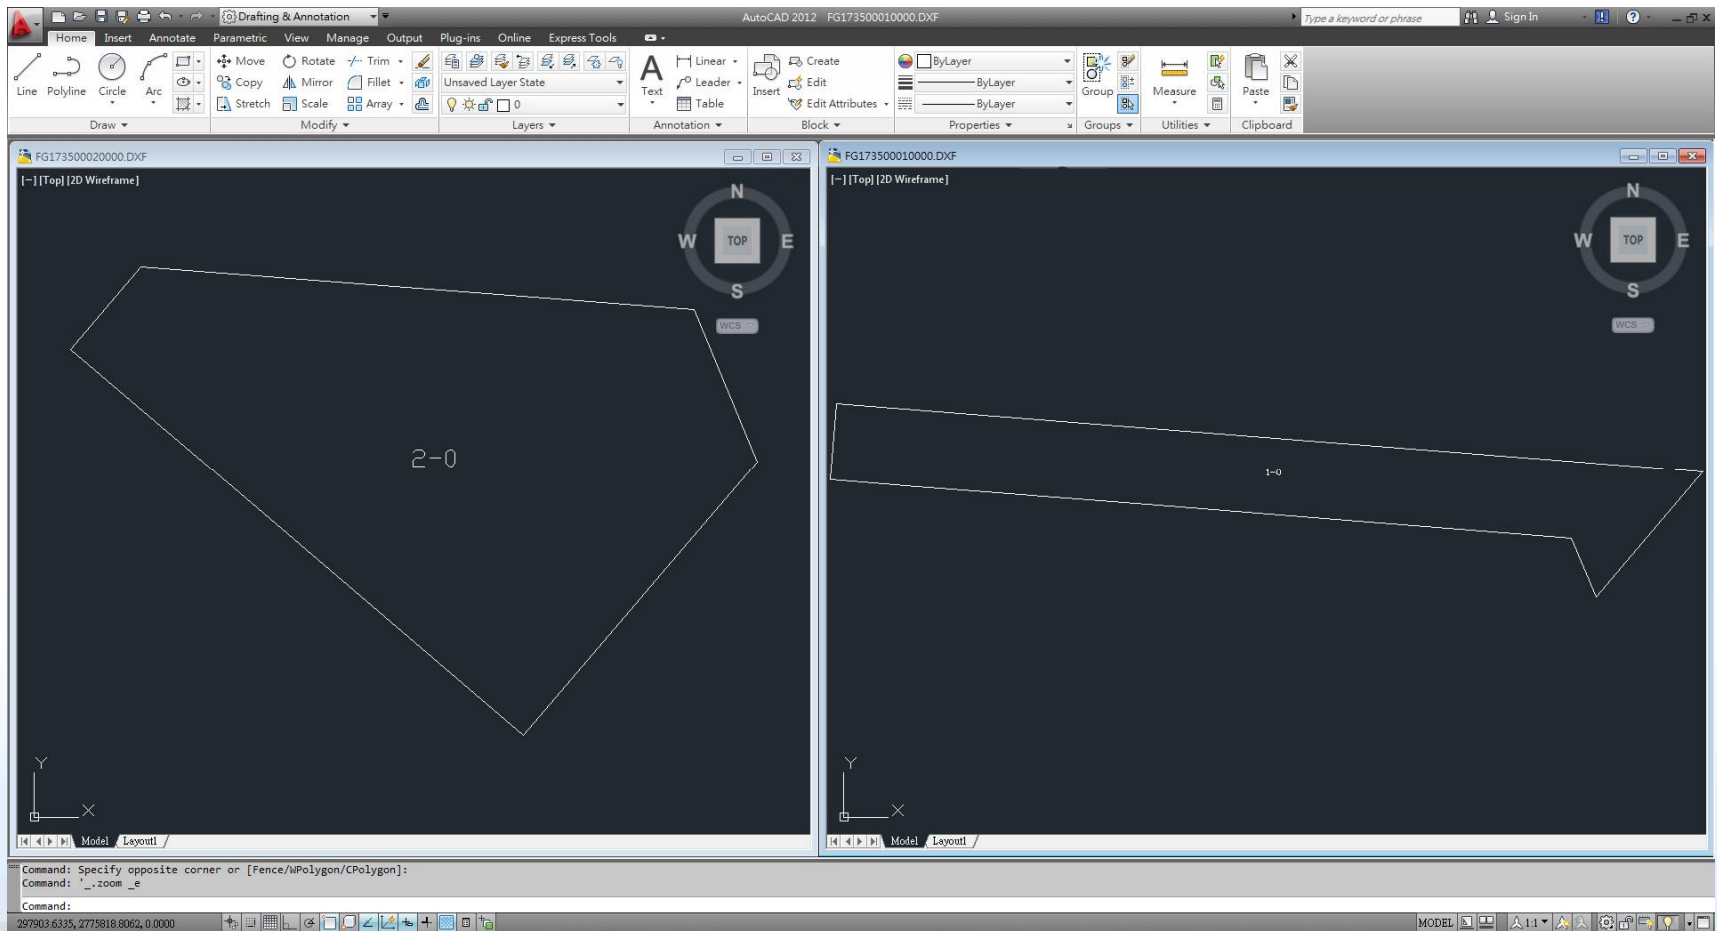 Drafting & Annotation
AutoCAD 2012 FG173500010000.DXF
Type a keyword or phrase
Sign In
Home Insert Annotate Parametric View Manage Output Plug-ins Online Express Tools
Line Polyline Circle Arc
Move Rotate Trim
Copy Mirror Fillet
Stretch Scale Array
Unsaved Layer State
0
A
Text
Linear
Leader
Table
Insert
Create
Edit
Edit Attributes
ByLayer
ByLayer
ByLayer
Group
Measure
Paste
Draw Modify Layers Annotation Block Properties Groups Utilities Clipboard
FG173500020000.DXF
[−] [Top] [2D Wireframe]
N
W TOP E
S
WCS
2-0
Y
X
Model Layout1
FG173500010000.DXF
[−] [Top] [2D Wireframe]
N
W TOP E
S
WCS
1-0
Y
X
Model Layout1
Command: Specify opposite corner or [Fence/WPolygon/CPolygon]:
Command: '_.zoom _e
Command:
297903.6335, 2775818.8062, 0.0000
MODEL
1:1